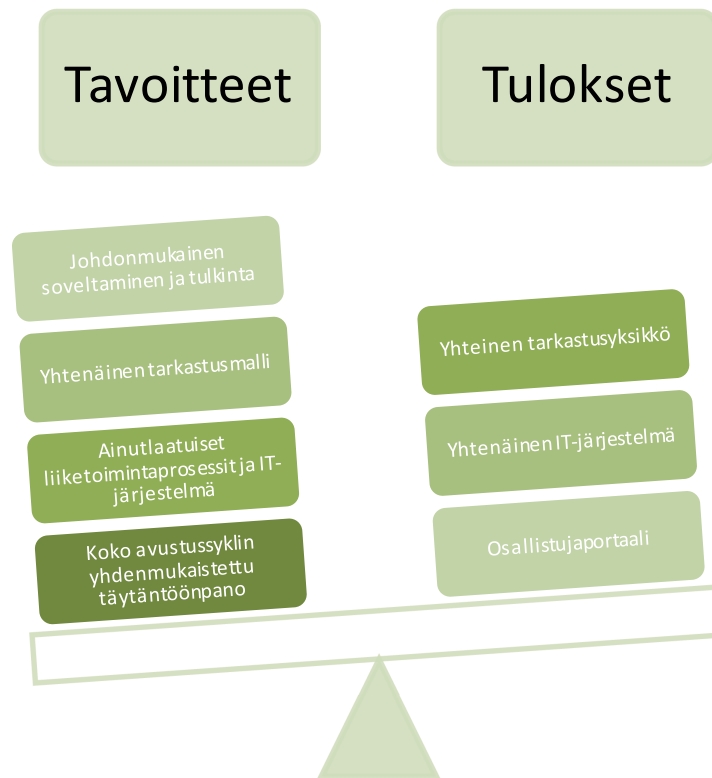 Tavoitteet
Tulokset
Johdonmukainen
soveltaminen ja tulkinta
Yhtenäinen tarkastusmalli
Ainutlaatuiset
liiketoimintaprosessit ja IT-
järjestelmä
Koko avustussyklin
yhdenmukaistettu
täytäntöönpano
Yhteinen tarkastusyksikkö
Yhtenäinen IT-järjestelmä
Osallistujaportaali